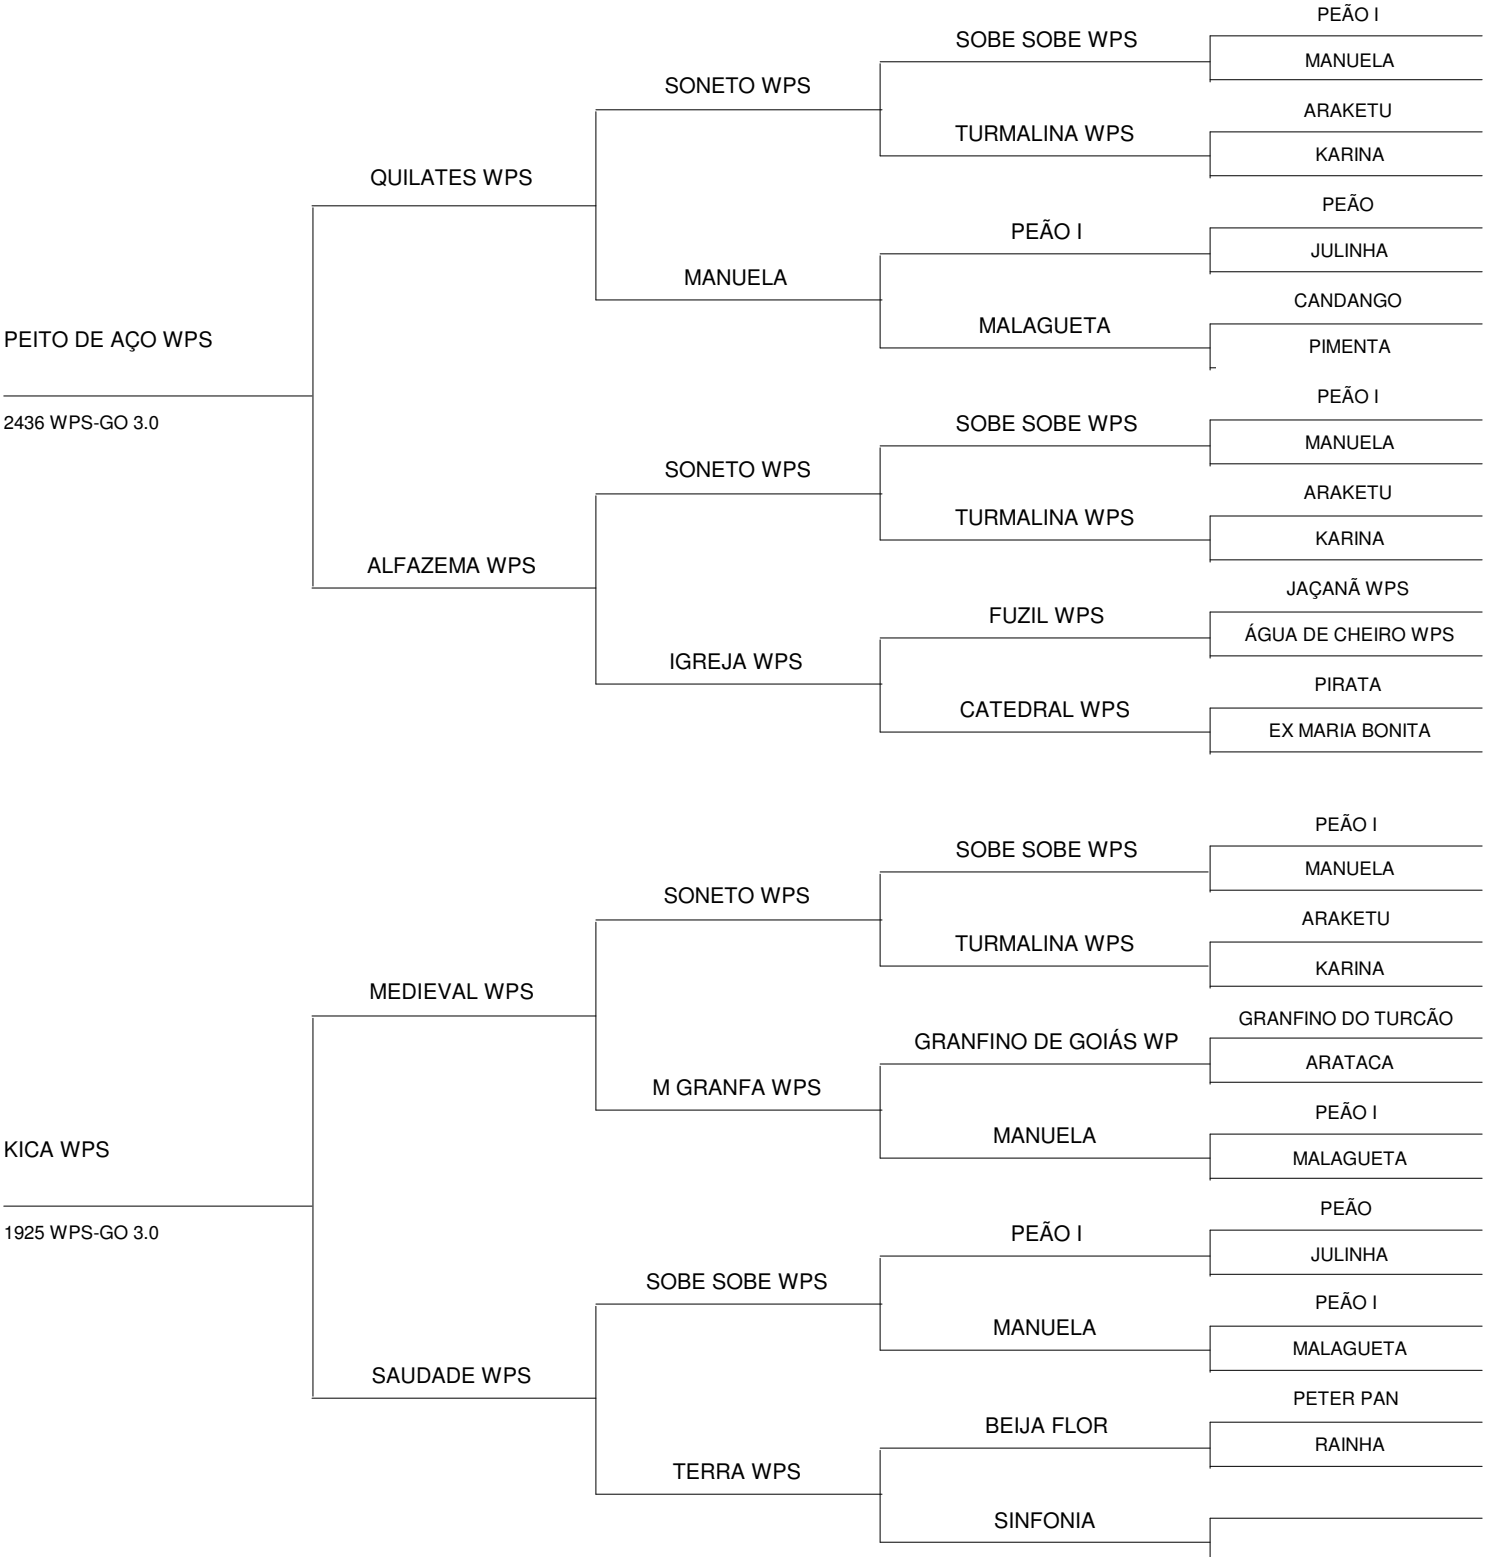 PEÃO I
SOBE SOBE WPS
MANUELA
SONETO WPS
ARAKETU
TURMALINA WPS
KARINA
QUILATES WPS
PEÃO
PEÃO I
JULINHA
MANUELA
CANDANGO
MALAGUETA
PIMENTA
PEITO DE AÇO WPS
2436 WPS-GO 3.0
PEÃO I
SOBE SOBE WPS
MANUELA
SONETO WPS
ARAKETU
TURMALINA WPS
KARINA
ALFAZEMA WPS
JAÇANÃ WPS
FUZIL WPS
ÁGUA DE CHEIRO WPS
IGREJA WPS
PIRATA
CATEDRAL WPS
EX MARIA BONITA
PEÃO I
SOBE SOBE WPS
MANUELA
SONETO WPS
ARAKETU
TURMALINA WPS
KARINA
MEDIEVAL WPS
GRANFINO DO TURCÃO
GRANFINO DE GOIÁS WP
ARATACA
M GRANFA WPS
PEÃO I
MANUELA
MALAGUETA
KICA WPS
1925 WPS-GO 3.0
PEÃO
PEÃO I
JULINHA
SOBE SOBE WPS
PEÃO I
MANUELA
MALAGUETA
SAUDADE WPS
PETER PAN
BEIJA FLOR
RAINHA
TERRA WPS
SINFONIA